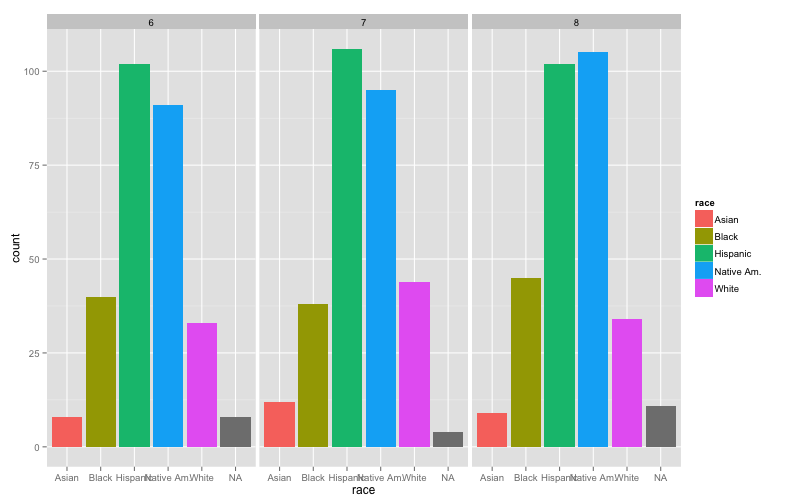 6 7 8
count
100
75
50
25
0
Asian Black Hispanic Native Am. White NA Asian Black Hispanic Native Am. White NA Asian Black Hispanic Native Am. White NA
race
race
Asian
Black
Hispanic
Native Am.
White